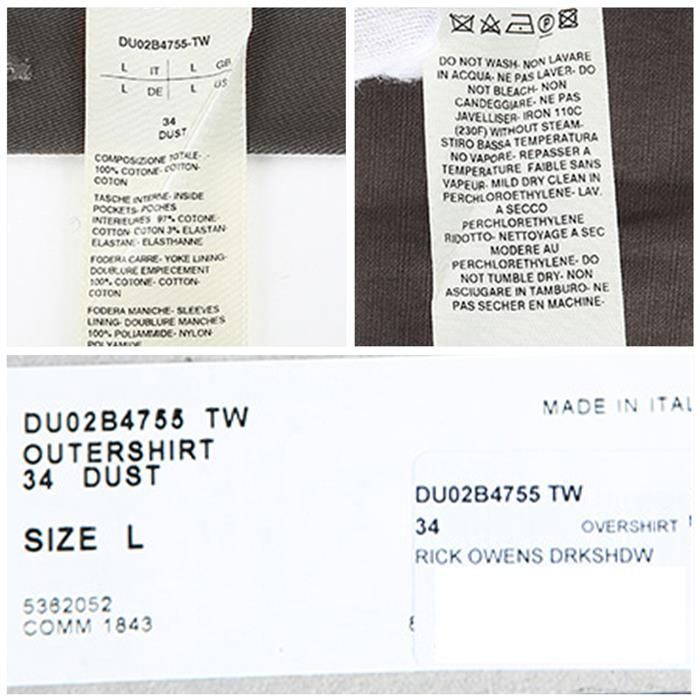 DU02B4755-TW
L IT L GB
L DE L US
34
DUST
COMPOSIZIONE TOTALE-
100% COTONE- COTTON-
COTON
TASCHE INTERNE- INSIDE
POCKETS- POCHES
INTERIEURES 97% COTONE-
COTTON- COTON 3% ELASTAN-
ELASTANE- ELASTHANNE
FODERA CARRE- YOKE LINING-
DOUBLURE EMPIECEMENT
100% COTONE- COTTON-
COTON
FODERA MANICHE- SLEEVES
LINING- DOUBLURE MANCHES
100% POLIAMMIDE- NYLON-
POLYAMIDE
DO NOT WASH- NON LAVARE
IN ACQUA- NE PAS LAVER- DO
NOT BLEACH- NON
CANDEGGIARE- NE PAS
JAVELLISER- IRON 110C
(230F) WITHOUT STEAM-
STIRO BASSA TEMPERATURA
NO VAPORE- REPASSER A
TEMPERATURE FAIBLE SANS
VAPEUR- MILD DRY CLEAN IN
PERCHLOROETHYLENE- LAV.
A SECCO
PERCHLORETHYLENE
RIDOTTO- NETTOYAGE A SEC
MODERE AU
PERCHLORETHYLENE- DO
NOT TUMBLE DRY- NON
ASCIUGARE IN TAMBURO- NE
PAS SECHER EN MACHINE-
DU02B4755 TW
OUTERSHIRT
34 DUST
SIZE L
5362052
COMM 1843
MADE IN ITAL
DU02B4755 TW
34 OVERSHIRT
RICK OWENS DRKSHDW